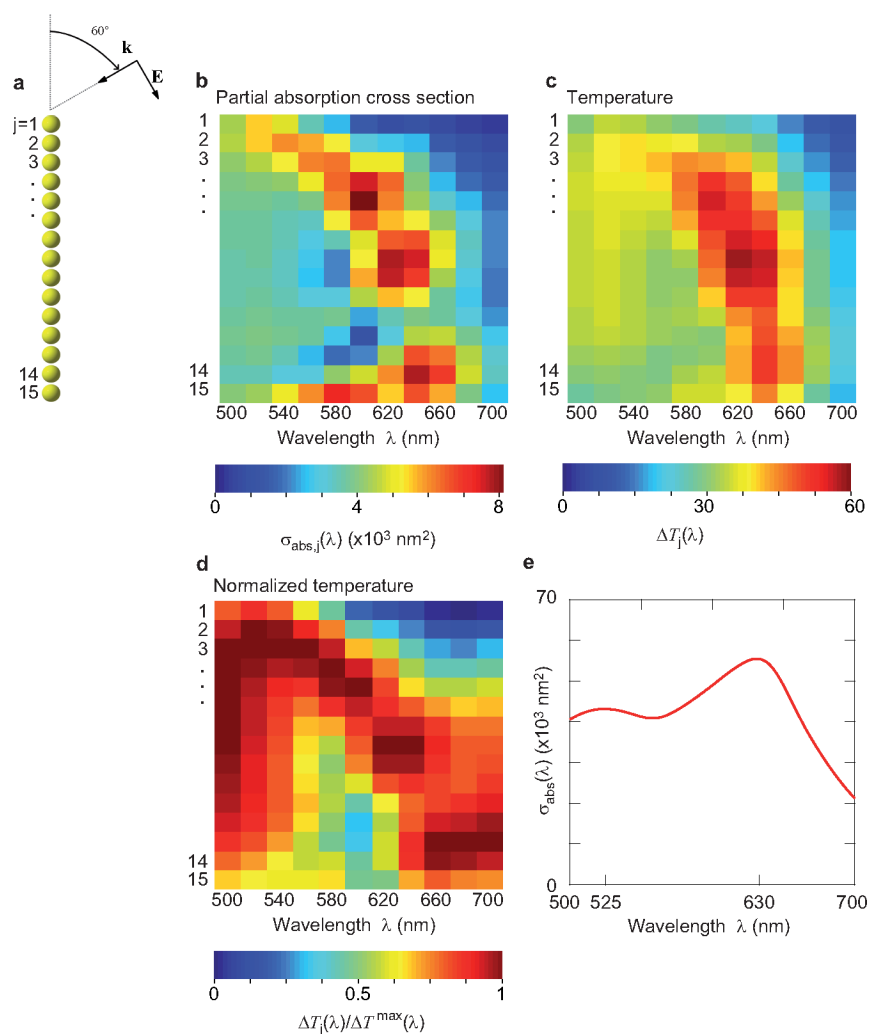 60°
k
E
a
j=1
2
3
.
.
.
14
15
b
Partial absorption cross section
1
2
3
.
.
.
14
15
500 540 580 620 660 700
Wavelength λ (nm)
0 4 8
σabs,j(λ) (x10³ nm²)
c
Temperature
1
2
3
.
.
.
14
15
500 540 580 620 660 700
Wavelength λ (nm)
0 30 60
ΔTj(λ)
d
Normalized temperature
1
2
3
.
.
.
14
15
500 540 580 620 660 700
Wavelength λ (nm)
0 0.5 1
ΔTj(λ)/ΔTmax(λ)
e
70
σabs(λ) (x10³ nm²)
0
500 525 630 700
Wavelength λ (nm)